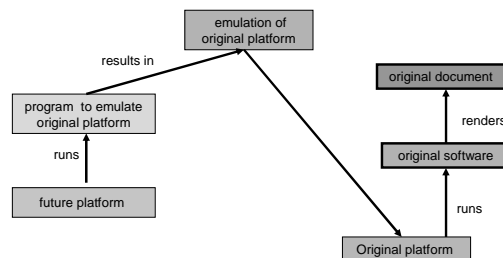 emulation of
original platform
results in
original document
program to emulate
original platform
renders
runs
original software
future platform
runs
Original platform